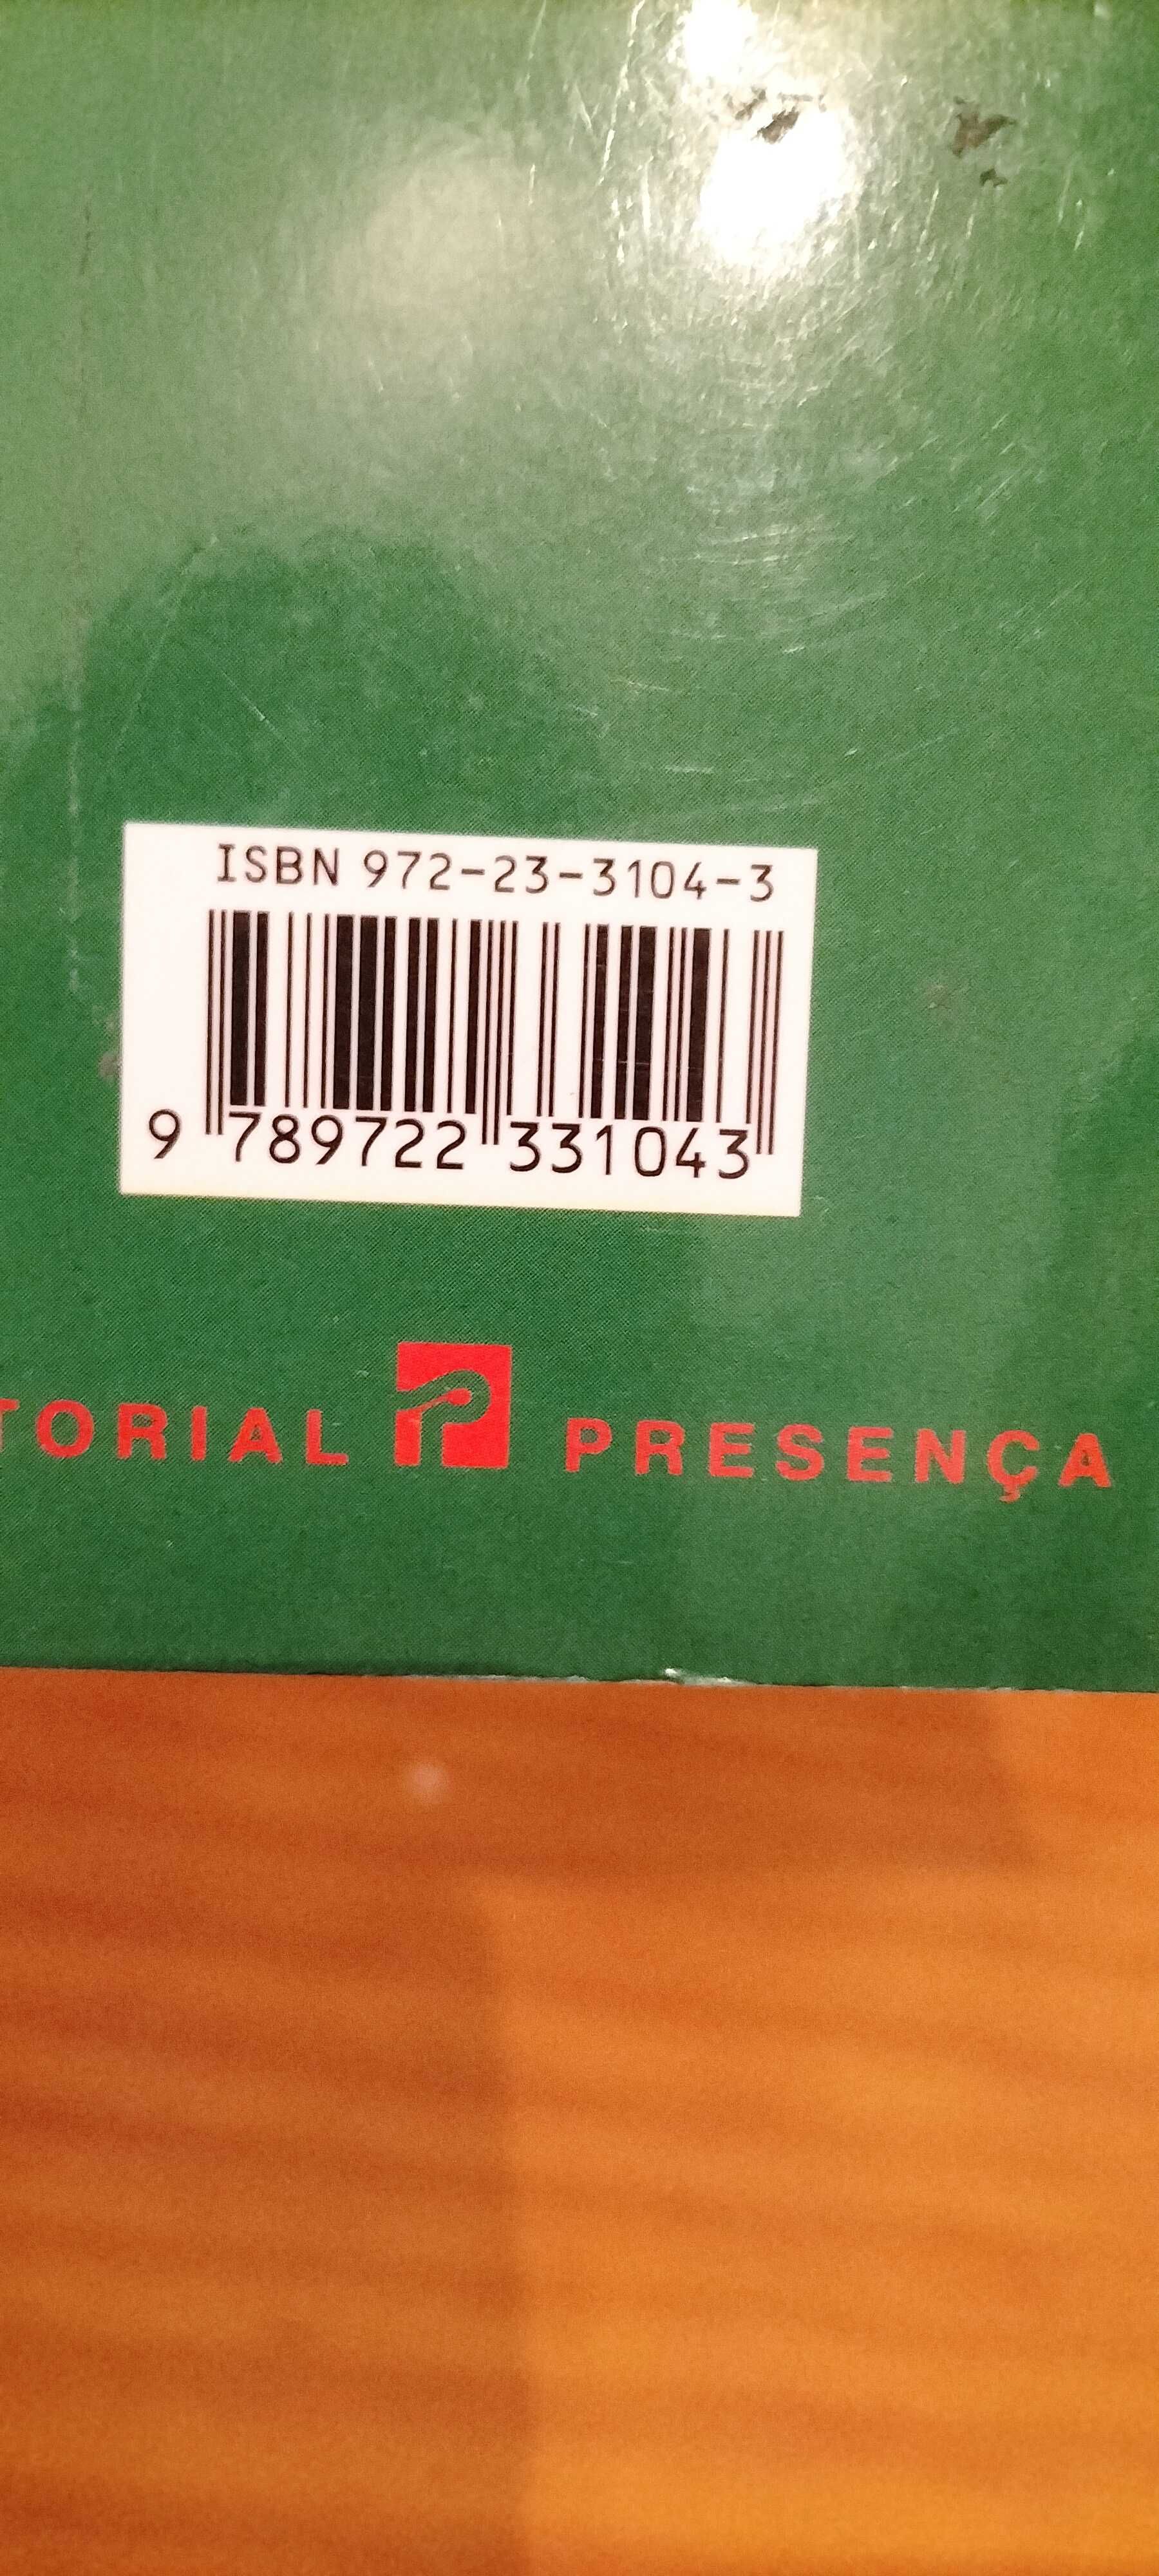 ISBN 972-23-3104-3
9 789722 331043
TORIAL PRESENÇA